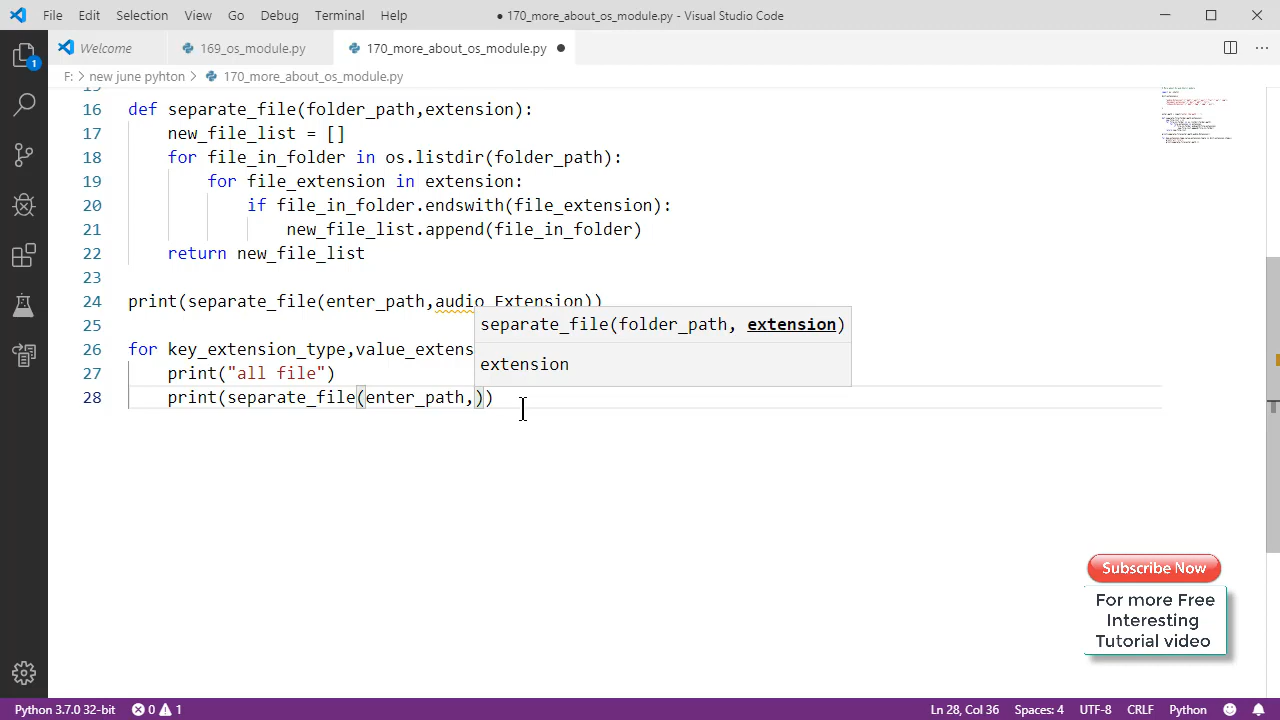 File Edit Selection View Go Debug Terminal Help ● 170_more_about_os_module.py - Visual Studio Code
Welcome 169_os_module.py 170_more_about_os_module.py
F: > new june pyhton > 170_more_about_os_module.py
16 def separate_file(folder_path,extension):
17 new_file_list = []
18 for file_in_folder in os.listdir(folder_path):
19 for file_extension in extension:
20 if file_in_folder.endswith(file_extension):
21 new_file_list.append(file_in_folder)
22 return new_file_list
23
24 print(separate_file(enter_path,audio_Extension))
25
separate_file(folder_path, extension)
26 for key_extension_type,value_extens
extension
27 print("all file")
28 print(separate_file(enter_path,))
Subscribe Now
For more Free
Interesting
Tutorial video
1
Python 3.7.0 32-bit 0 1 Ln 28, Col 36 Spaces: 4 UTF-8 CRLF Python